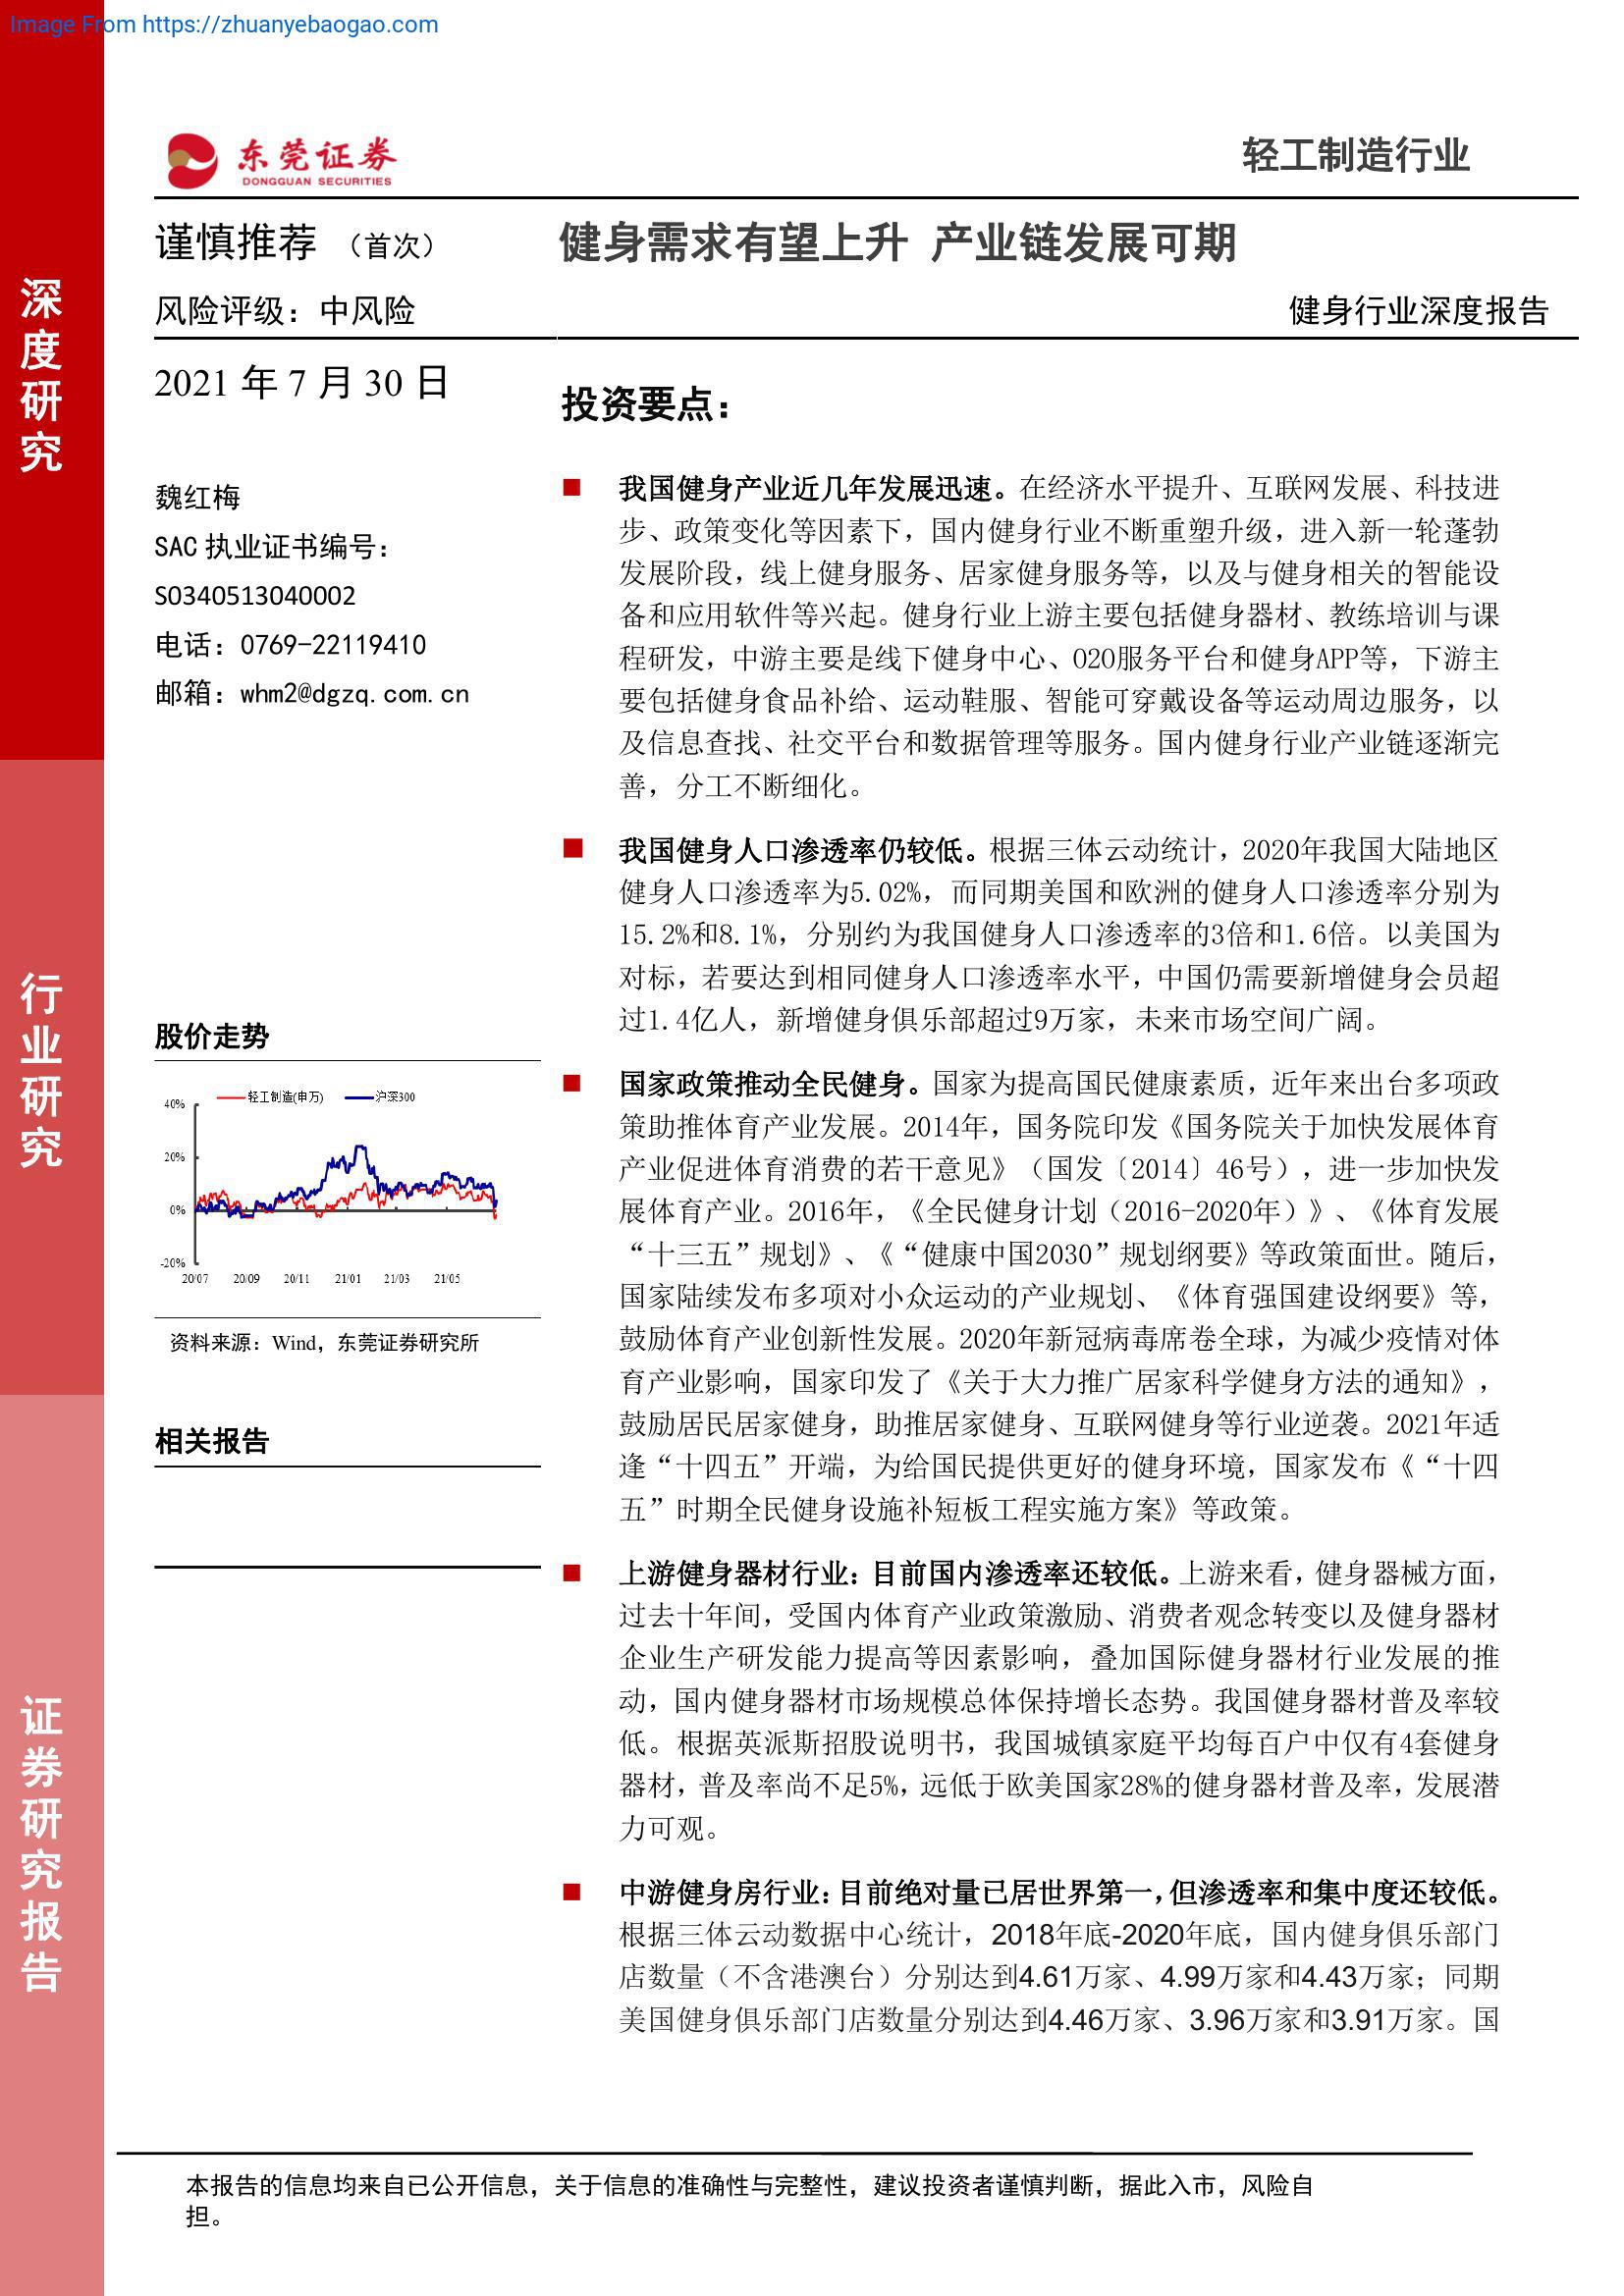 Image From https://zhuanyebaogao.com
东莞证券
DONGGUAN SECURITIES
轻工制造行业
谨慎推荐 （首次）
健身需求有望上升 产业链发展可期
风险评级：中风险
健身行业深度报告
深度研究
行业研究
证券研究报告
2021 年 7 月 30 日
魏红梅
SAC 执业证书编号：
S0340513040002
电话：0769-22119410
邮箱：whm2@dgzq.com.cn
股价走势
轻工制造(申万) 沪深300
40%
20%
0%
-20%
20/07 20/09 20/11 21/01 21/03 21/05
资料来源：Wind，东莞证券研究所
相关报告
投资要点：
我国健身产业近几年发展迅速。在经济水平提升、互联网发展、科技进
步、政策变化等因素下，国内健身行业不断重塑升级，进入新一轮蓬勃
发展阶段，线上健身服务、居家健身服务等，以及与健身相关的智能设
备和应用软件等兴起。健身行业上游主要包括健身器材、教练培训与课
程研发，中游主要是线下健身中心、O2O服务平台和健身APP等，下游主
要包括健身食品补给、运动鞋服、智能可穿戴设备等运动周边服务，以
及信息查找、社交平台和数据管理等服务。国内健身行业产业链逐渐完
善，分工不断细化。
我国健身人口渗透率仍较低。根据三体云动统计，2020年我国大陆地区
健身人口渗透率为5.02%，而同期美国和欧洲的健身人口渗透率分别为
15.2%和8.1%，分别约为我国健身人口渗透率的3倍和1.6倍。以美国为
对标，若要达到相同健身人口渗透率水平，中国仍需要新增健身会员超
过1.4亿人，新增健身俱乐部超过9万家，未来市场空间广阔。
国家政策推动全民健身。国家为提高国民健康素质，近年来出台多项政
策助推体育产业发展。2014年，国务院印发《国务院关于加快发展体育
产业促进体育消费的若干意见》（国发〔2014〕46号），进一步加快发
展体育产业。2016年，《全民健身计划（2016-2020年）》、《体育发展
“十三五”规划》、《“健康中国2030”规划纲要》等政策面世。随后，
国家陆续发布多项对小众运动的产业规划、《体育强国建设纲要》等，
鼓励体育产业创新性发展。2020年新冠病毒席卷全球，为减少疫情对体
育产业影响，国家印发了《关于大力推广居家科学健身方法的通知》，
鼓励居民居家健身，助推居家健身、互联网健身等行业逆袭。2021年适
逢“十四五”开端，为给国民提供更好的健身环境，国家发布《“十四
五”时期全民健身设施补短板工程实施方案》等政策。
上游健身器材行业：目前国内渗透率还较低。上游来看，健身器械方面，
过去十年间，受国内体育产业政策激励、消费者观念转变以及健身器材
企业生产研发能力提高等因素影响，叠加国际健身器材行业发展的推
动，国内健身器材市场规模总体保持增长态势。我国健身器材普及率较
低。根据英派斯招股说明书，我国城镇家庭平均每百户中仅有4套健身
器材，普及率尚不足5%，远低于欧美国家28%的健身器材普及率，发展潜
力可观。
中游健身房行业：目前绝对量已居世界第一，但渗透率和集中度还较低。
根据三体云动数据中心统计，2018年底-2020年底，国内健身俱乐部门
店数量（不含港澳台）分别达到4.61万家、4.99万家和4.43万家；同期
美国健身俱乐部门店数量分别达到4.46万家、3.96万家和3.91万家。国
本报告的信息均来自已公开信息，关于信息的准确性与完整性，建议投资者谨慎判断，据此入市，风险自
担。